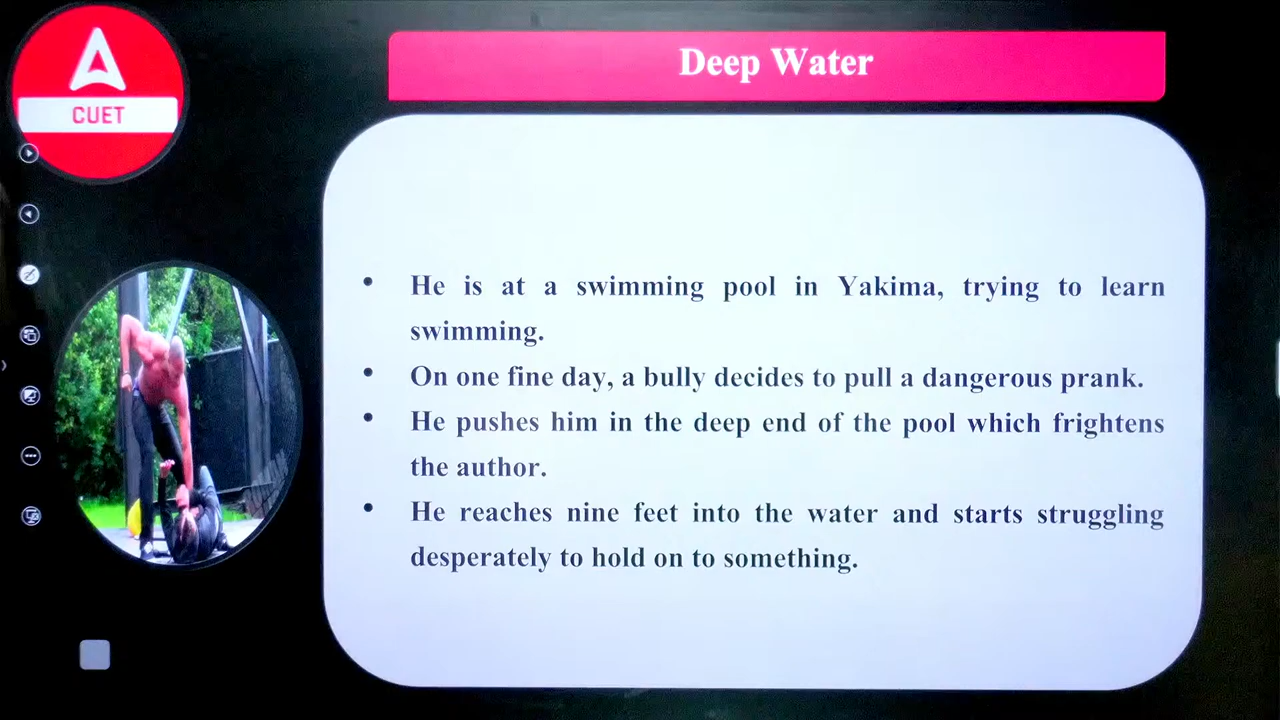 CUET
Deep Water
• He is at a swimming pool in Yakima, trying to learn
swimming.
• On one fine day, a bully decides to pull a dangerous prank.
• He pushes him in the deep end of the pool which frightens
the author.
• He reaches nine feet into the water and starts struggling
desperately to hold on to something.